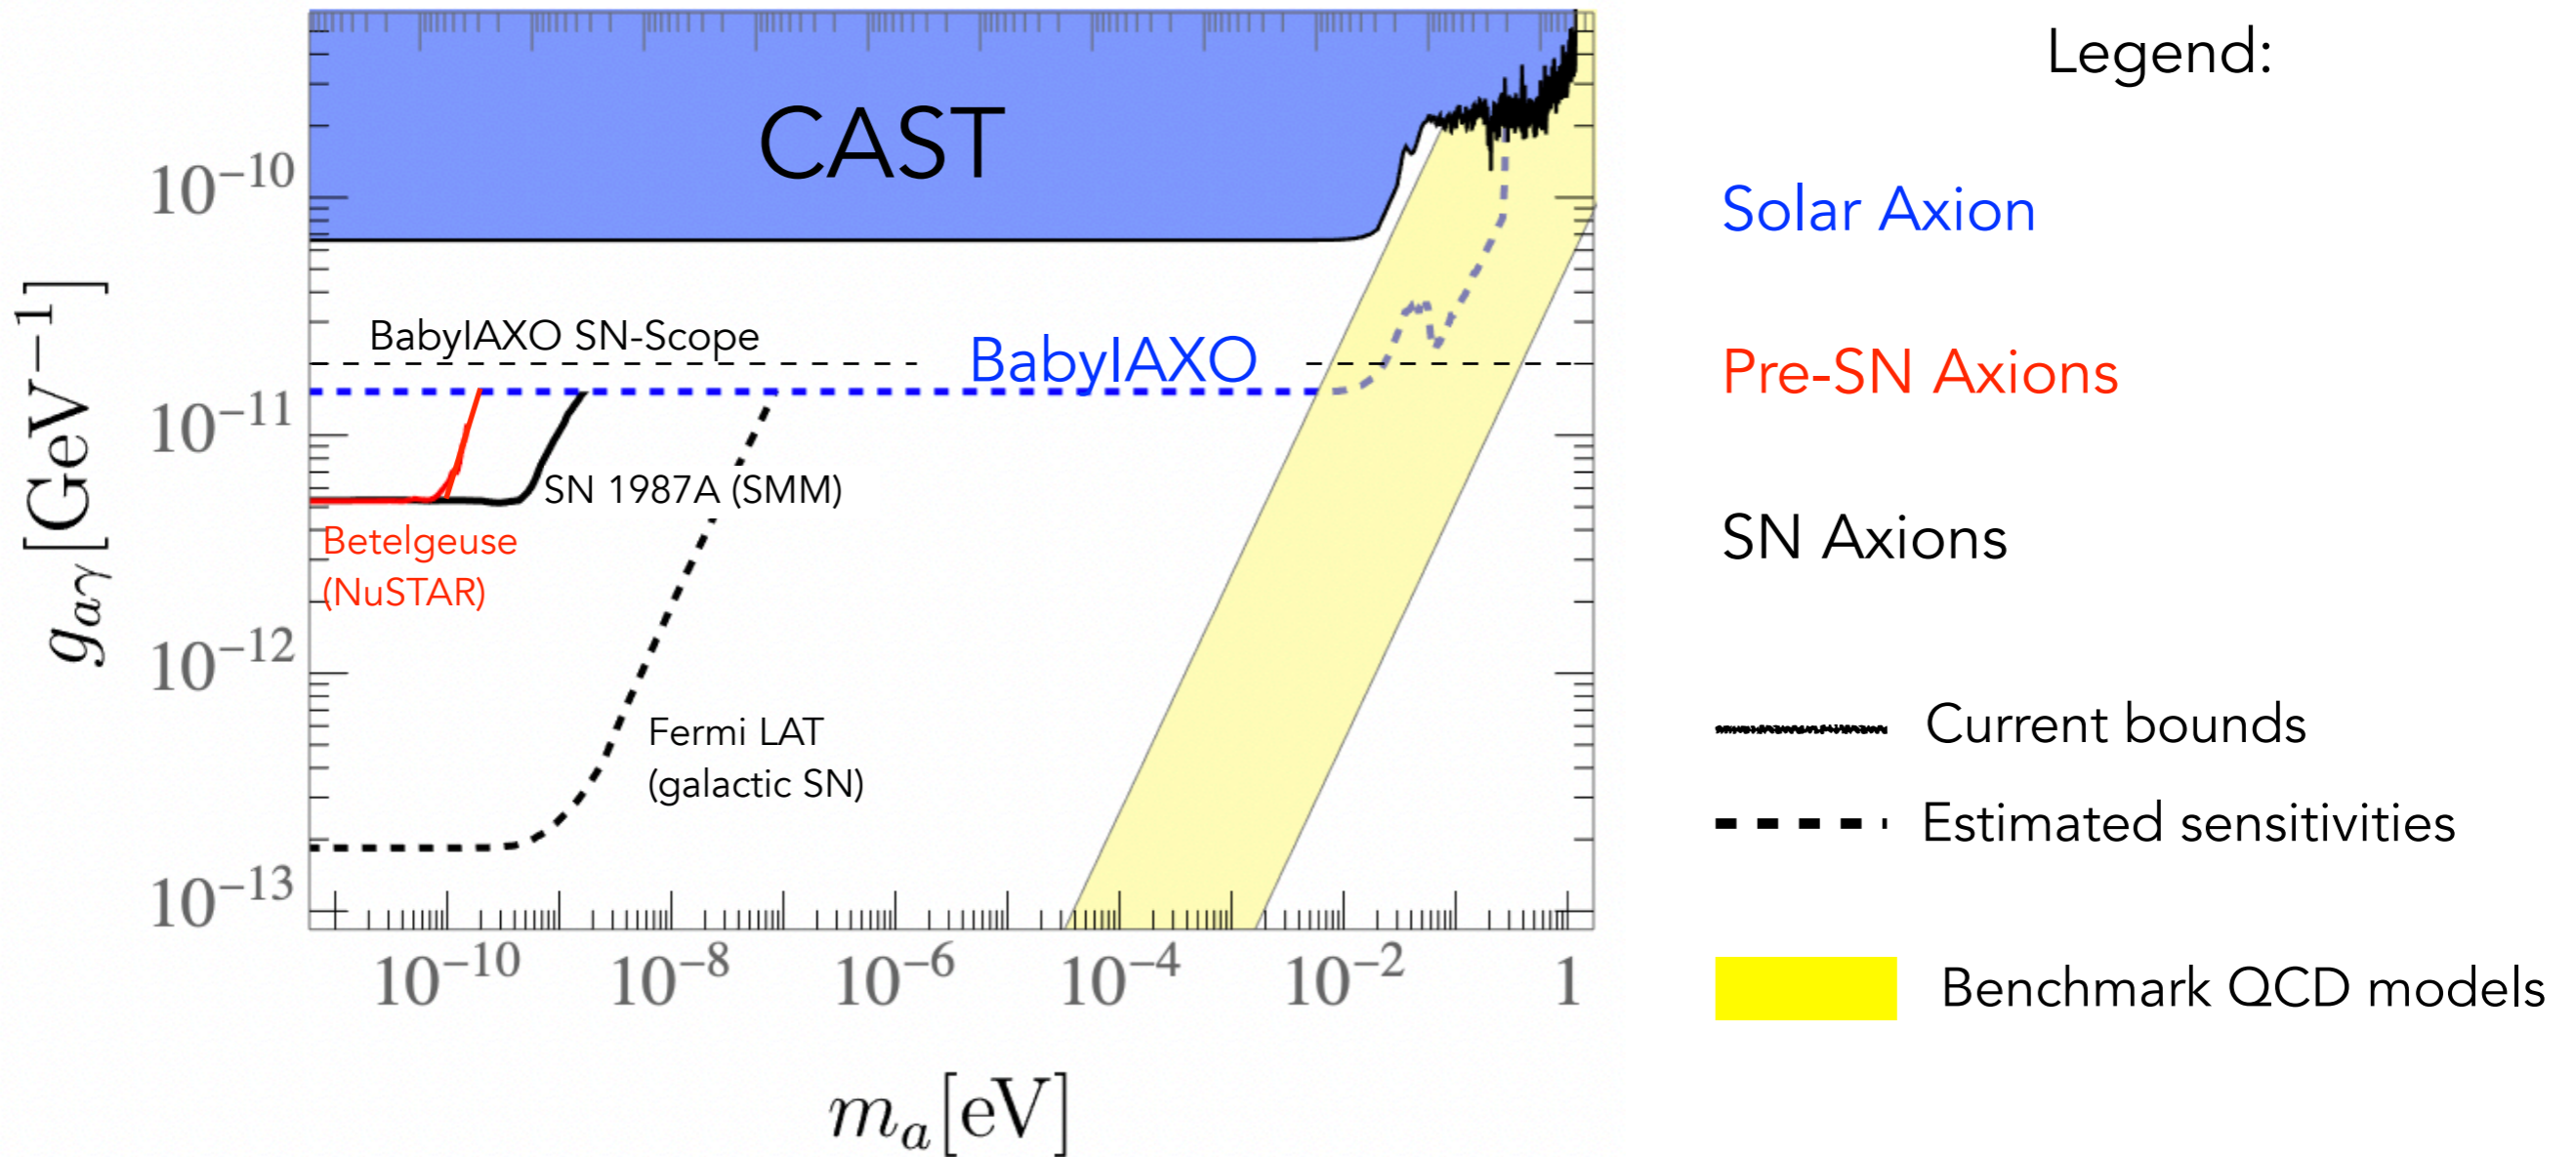 CAST
10⁻¹⁰
BabyIAXO SN-Scope
BabyIAXO
10⁻¹¹
SN 1987A (SMM)
Betelgeuse
(NuSTAR)
10⁻¹²
Fermi LAT
(galactic SN)
10⁻¹³
g_{aγ}[GeV⁻¹]
10⁻¹⁰ 10⁻⁸ 10⁻⁶ 10⁻⁴ 10⁻² 1
m_a[eV]
Legend:
Solar Axion
Pre-SN Axions
SN Axions
Current bounds
Estimated sensitivities
Benchmark QCD models